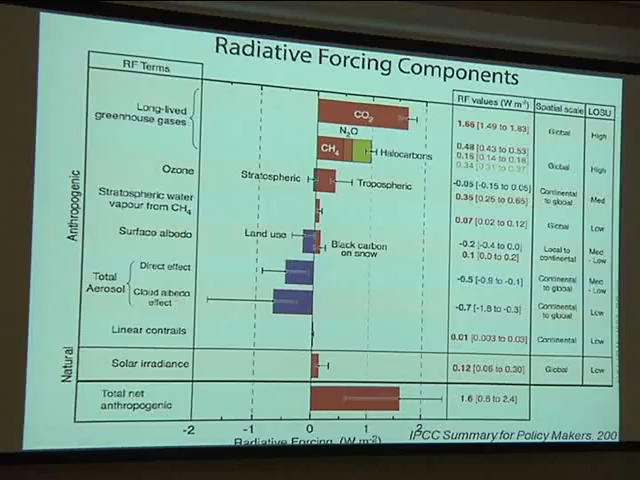 Radiative Forcing Components
RF Terms
RF values (W m-2)
Spatial scale
LOSU
Long-lived
greenhouse gases
CO2
1.66 [1.49 to 1.83]
Global
High
N2O
CH4
Halocarbons
0.48 [0.43 to 0.53]
0.16 [0.14 to 0.18]
0.34 [0.31 to 0.37]
Global
High
Ozone
Stratospheric
Tropospheric
-0.05 [-0.15 to 0.05]
0.35 [0.25 to 0.65]
Continental
to global
Med
Stratospheric water
vapour from CH4
0.07 [0.02 to 0.12]
Global
Low
Surface albedo
Land use
Black carbon
on snow
-0.2 [-0.4 to 0.0]
0.1 [0.0 to 0.2]
Local to
continental
Med
- Low
Total
Aerosol
Direct effect
-0.5 [-0.9 to -0.1]
Continental
to global
Med
- Low
Cloud albedo
effect
-0.7 [-1.8 to -0.3]
Continental
to global
Low
Linear contrails
0.01 [0.003 to 0.03]
Continental
Low
Solar irradiance
0.12 [0.06 to 0.30]
Global
Low
Total net
anthropogenic
1.6 [0.6 to 2.4]
Anthropogenic
Natural
-2 -1 0 1 2
Radiative Forcing (W m-2)
IPCC Summary for Policy Makers, 200